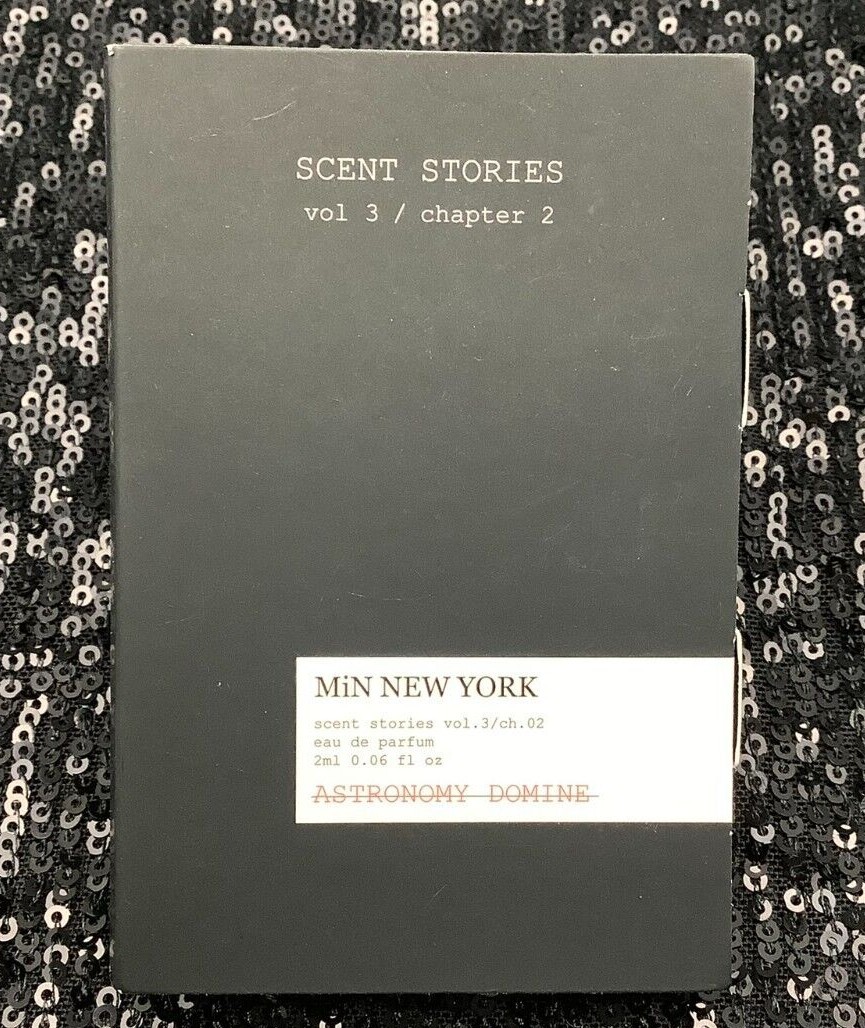 SCENT STORIES
vol 3 / chapter 2
MiN NEW YORK
scent stories vol.3/ch.02
eau de parfum
2ml 0.06 fl oz
ASTRONOMY DOMINE